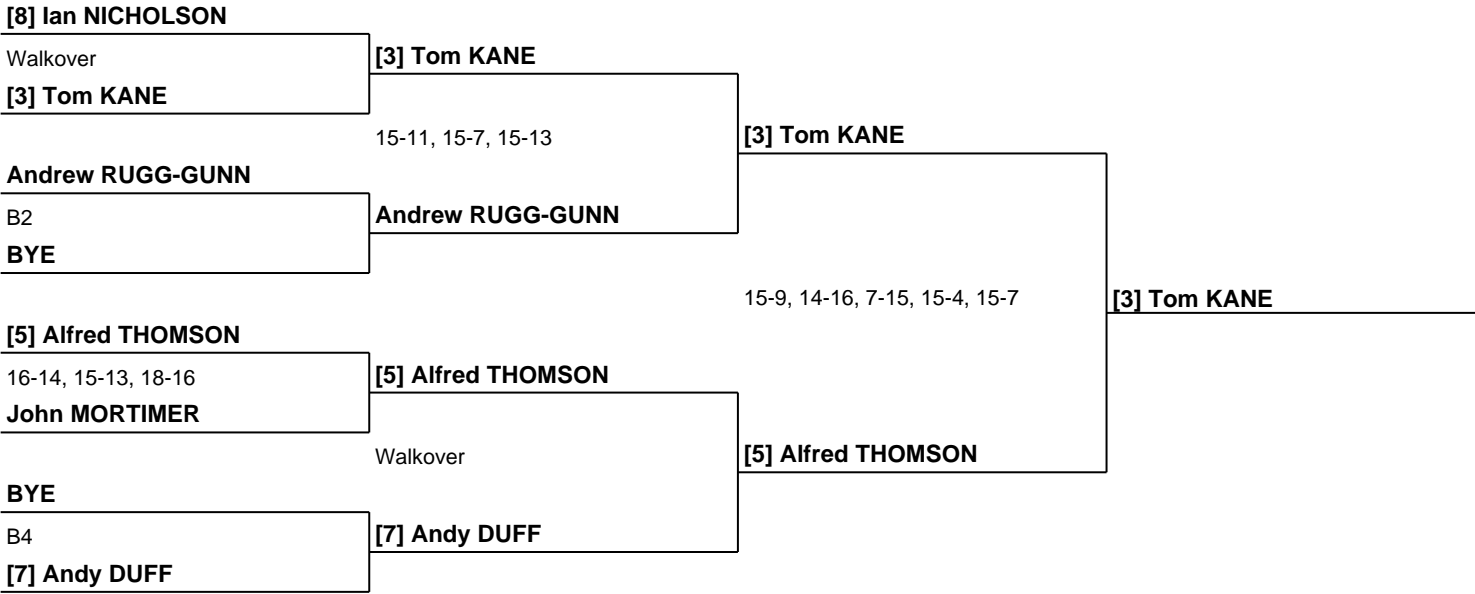 [8] Ian NICHOLSON
Walkover
[3] Tom KANE
[3] Tom KANE
15-11, 15-7, 15-13
[3] Tom KANE
Andrew RUGG-GUNN
B2
Andrew RUGG-GUNN
BYE
15-9, 14-16, 7-15, 15-4, 15-7
[3] Tom KANE
[5] Alfred THOMSON
16-14, 15-13, 18-16
[5] Alfred THOMSON
John MORTIMER
Walkover
[5] Alfred THOMSON
BYE
B4
[7] Andy DUFF
[7] Andy DUFF